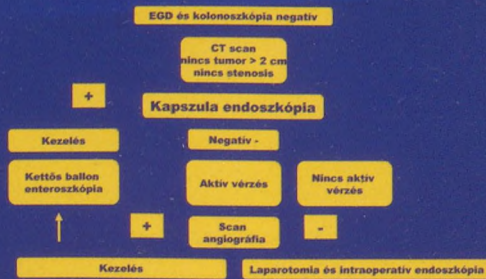 EGD és kolonoszkópia negatív
CT scan
nincs tumor > 2 cm
nincs stenosis
+
Kapszula endoszkópia
Kezelés
Negatív -
Kettős ballon
enteroszkópia
Aktív vérzés
Nincs aktív
vérzés
+
Scan
angiográfia
-
Kezelés
Laparotomia és intraoperatív endoszkópia